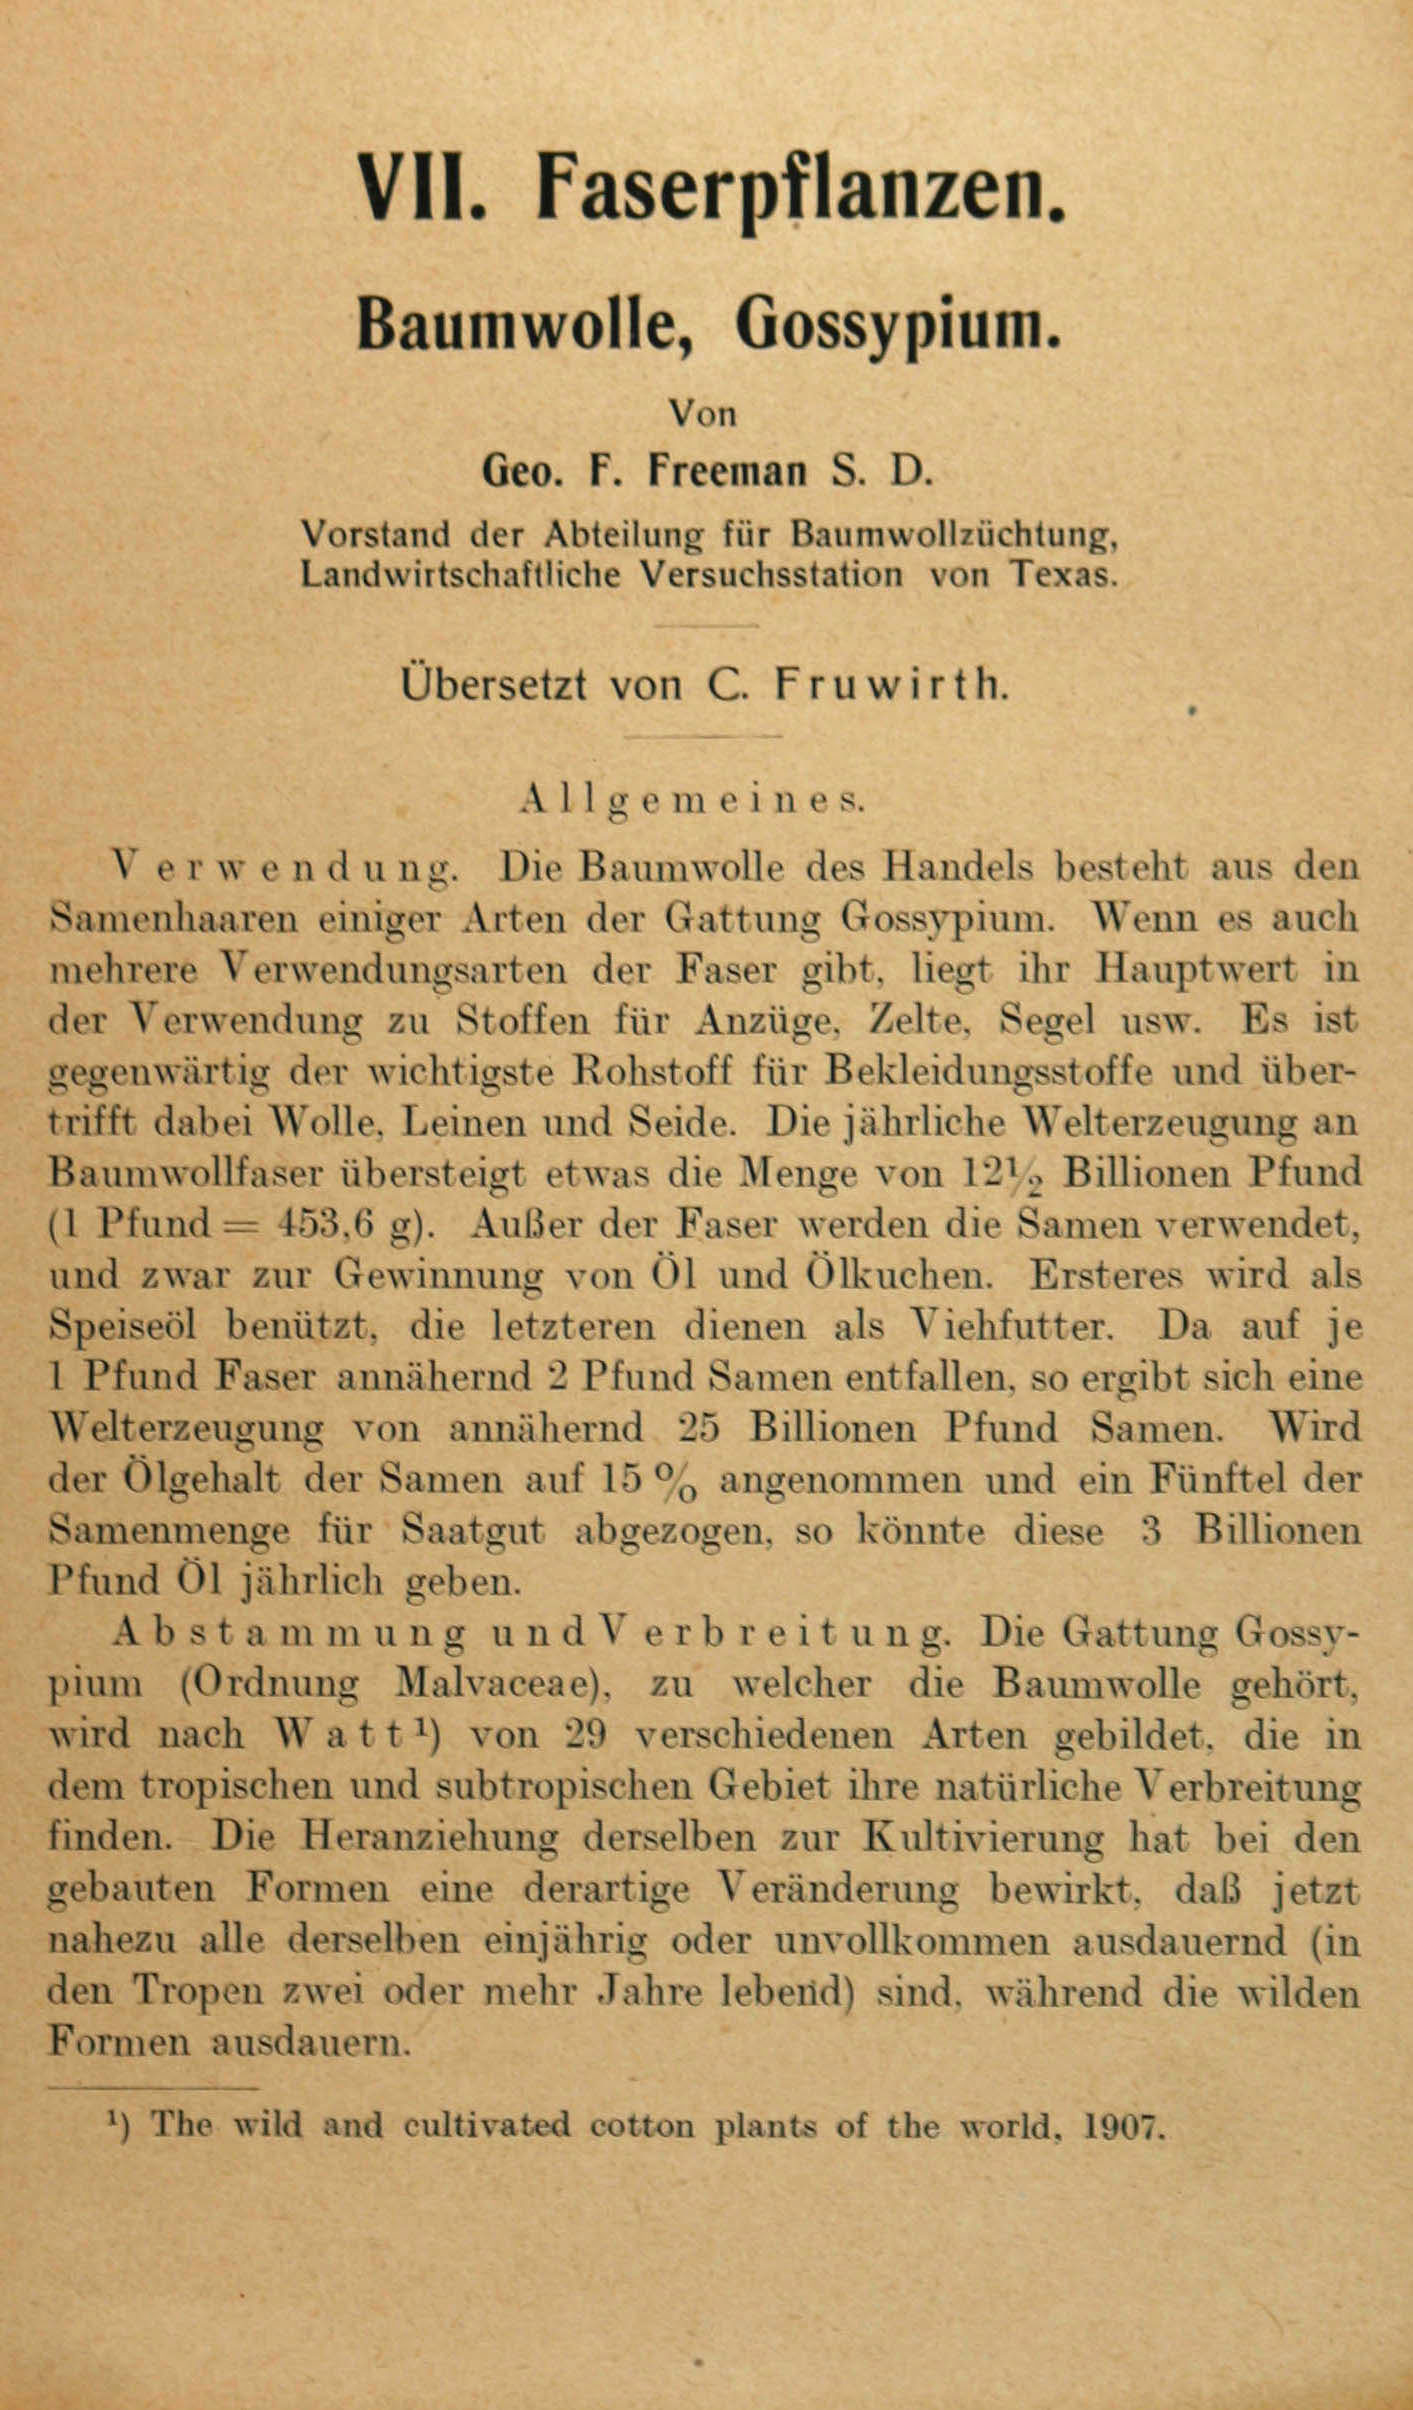 VII. Faserpflanzen.
Baumwolle, Gossypium.
Von
Geo. F. Freeman S. D.
Vorstand der Abteilung für Baumwollzüchtung,
Landwirtschaftliche Versuchsstation von Texas.
Übersetzt von C. Fruwirth.
Allgemeines.
Verwendung. Die Baumwolle des Handels besteht aus den
Samenhaaren einiger Arten der Gattung Gossypium. Wenn es auch
mehrere Verwendungsarten der Faser gibt, liegt ihr Hauptwert in
der Verwendung zu Stoffen für Anzüge, Zelte, Segel usw. Es ist
gegenwärtig der wichtigste Rohstoff für Bekleidungsstoffe und über-
trifft dabei Wolle, Leinen und Seide. Die jährliche Welterzeugung an
Baumwollfaser übersteigt etwas die Menge von 12½ Billionen Pfund
(1 Pfund = 453,6 g). Außer der Faser werden die Samen verwendet,
und zwar zur Gewinnung von Öl und Ölkuchen. Ersteres wird als
Speiseöl benützt, die letzteren dienen als Viehfutter. Da auf je
1 Pfund Faser annähernd 2 Pfund Samen entfallen, so ergibt sich eine
Welterzeugung von annähernd 25 Billionen Pfund Samen. Wird
der Ölgehalt der Samen auf 15 % angenommen und ein Fünftel der
Samenmenge für Saatgut abgezogen, so könnte diese 3 Billionen
Pfund Öl jährlich geben.
Abstammung und Verbreitung. Die Gattung Gossy-
pium (Ordnung Malvaceae), zu welcher die Baumwolle gehört,
wird nach Watt¹) von 29 verschiedenen Arten gebildet, die in
dem tropischen und subtropischen Gebiet ihre natürliche Verbreitung
finden. Die Heranziehung derselben zur Kultivierung hat bei den
gebauten Formen eine derartige Veränderung bewirkt, daß jetzt
nahezu alle derselben einjährig oder unvollkommen ausdauernd (in
den Tropen zwei oder mehr Jahre lebend) sind, während die wilden
Formen ausdauern.
¹) The wild and cultivated cotton plants of the world, 1907.